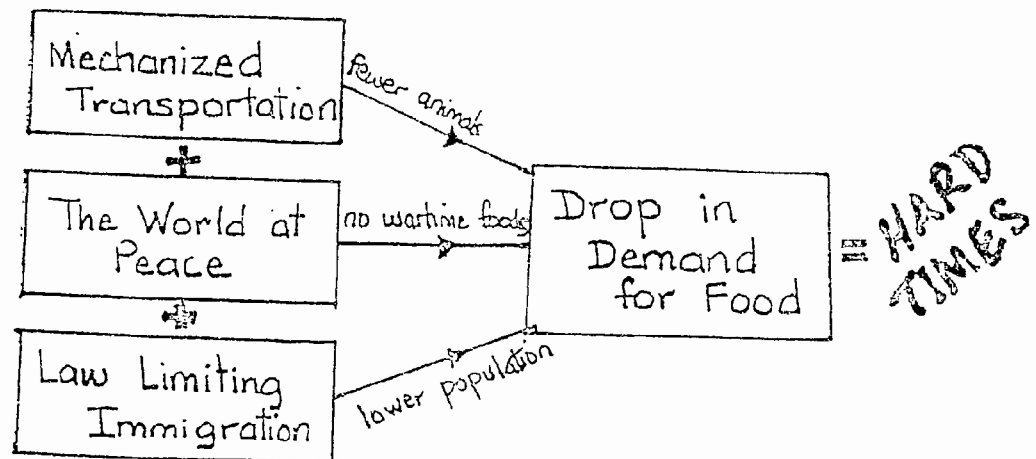 Mechanized
Transportation
fewer animals
+
The World at
Peace
no wartime foods
+
Law Limiting
Immigration
lower population
Drop in
Demand
for Food
= HARD
TIMES